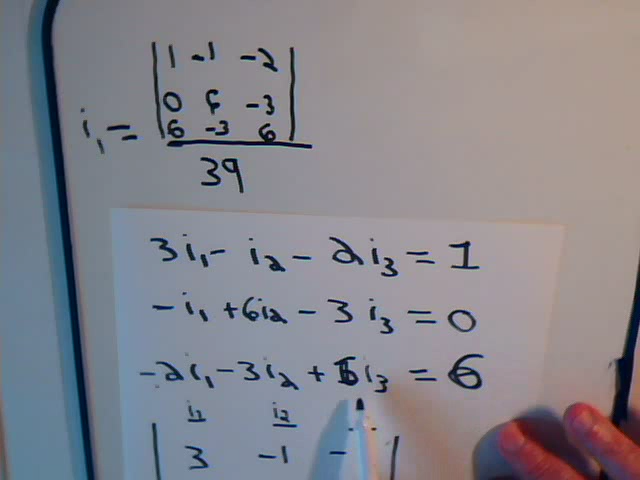 1 -1 -2
0 6 -3
i₁ =
6 -3 6
39
3i₁ - i₂ - 2i₃ = 1
-i₁ + 6i₂ - 3i₃ = 0
-2i₁ - 3i₂ + 6i₃ = 6
i₁ i₂
3 -1 -